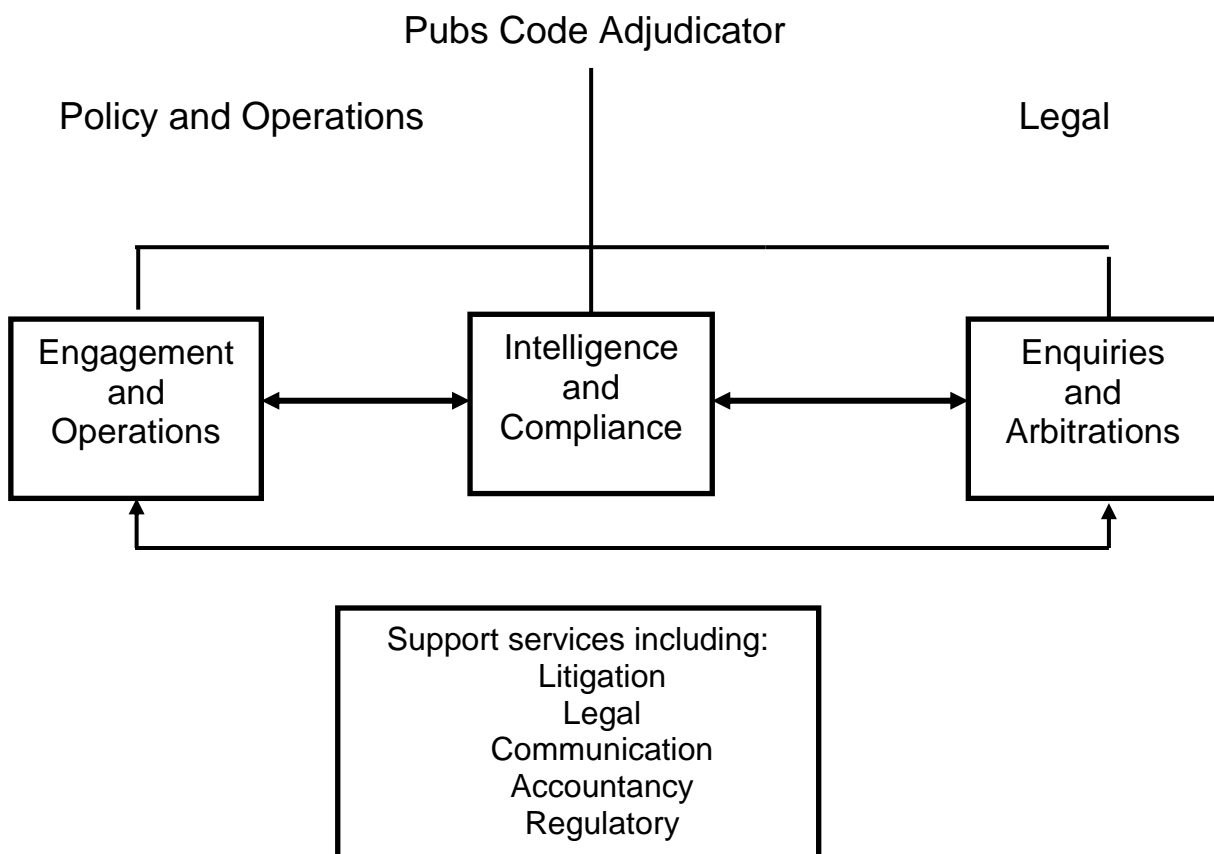 Pubs Code Adjudicator
Policy and Operations
Legal
Engagement
and
Operations
Intelligence
and
Compliance
Enquiries
and
Arbitrations
Support services including:
Litigation
Legal
Communication
Accountancy
Regulatory